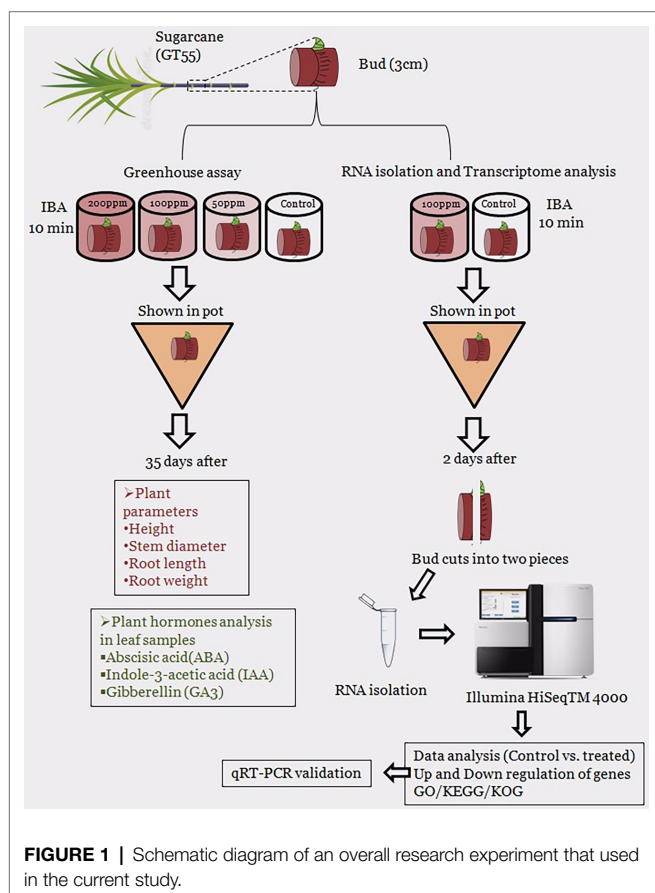 Sugarcane
(GT55)
Bud (3cm)
Greenhouse assay
IBA
10 min
200ppm
100ppm
50ppm
Control
Shown in pot
35 days after
➢Plant
parameters
•Height
•Stem diameter
•Root length
•Root weight
➢Plant hormones analysis
in leaf samples
▪Abscisic acid(ABA)
▪Indole-3-acetic acid (IAA)
▪Gibberellin (GA3)
RNA isolation and Transcriptome analysis
100ppm
Control
IBA
10 min
Shown in pot
2 days after
Bud cuts into two pieces
RNA isolation
Illumina HiSeqTM 4000
Data analysis (Control vs. treated)
Up and Down regulation of genes
GO/KEGG/KOG
qRT-PCR validation
FIGURE 1 | Schematic diagram of an overall research experiment that used
in the current study.